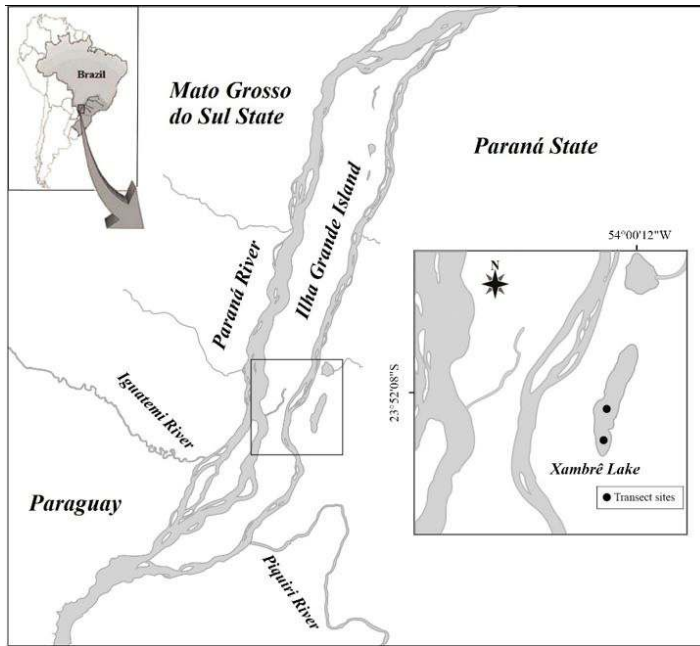 Brazil
Mato Grosso
do Sul State
Paraná State
Ilha Grande Island
Paraná River
54°00'12"W
N
23°52'08"S
Iguatemi River
Xambrê Lake
Transect sites
Paraguay
Piquiri River